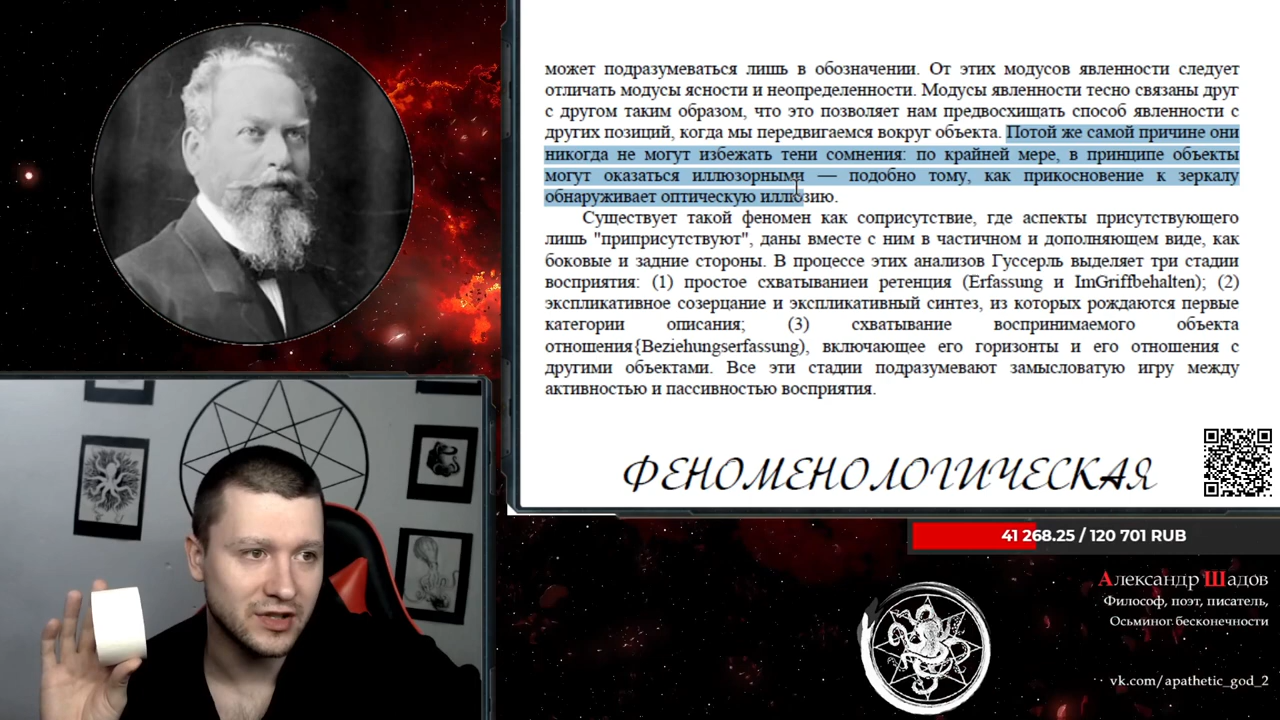 может подразумеваться лишь в обозначении. От этих модусов явленности следует
отличать модусы ясности и неопределенности. Модусы явленности тесно связаны друг
с другом таким образом, что это позволяет нам предвосхищать способ явленности с
других позиций, когда мы передвигаемся вокруг объекта. Потой же самой причине они
никогда не могут избежать тени сомнения: по крайней мере, в принципе объекты
могут оказаться иллюзорными — подобно тому, как прикосновение к зеркалу
обнаруживает оптическую иллюзию.
Существует такой феномен как соприсутствие, где аспекты присутствующего
лишь "приприсутствуют", даны вместе с ним в частичном и дополняющем виде, как
боковые и задние стороны. В процессе этих анализов Гуссерль выделяет три стадии
восприятия: (1) простое схватываниеи ретенция (Erfassung и ImGriffbehalten); (2)
экспликативное созерцание и экспликативный синтез, из которых рождаются первые
категории описания; (3) схватывание воспринимаемого объекта
отношения{Beziehungserfassung), включающее его горизонты и его отношения с
другими объектами. Все эти стадии подразумевают замысловатую игру между
активностью и пассивностью восприятия.
ФЕНОМЕНОЛОГИЧЕСКАЯ
41 268.25 / 120 701 RUB
Александр Шадов
Философ, поэт, писатель,
Осьминог бесконечности
vk.com/apathetic_god_2